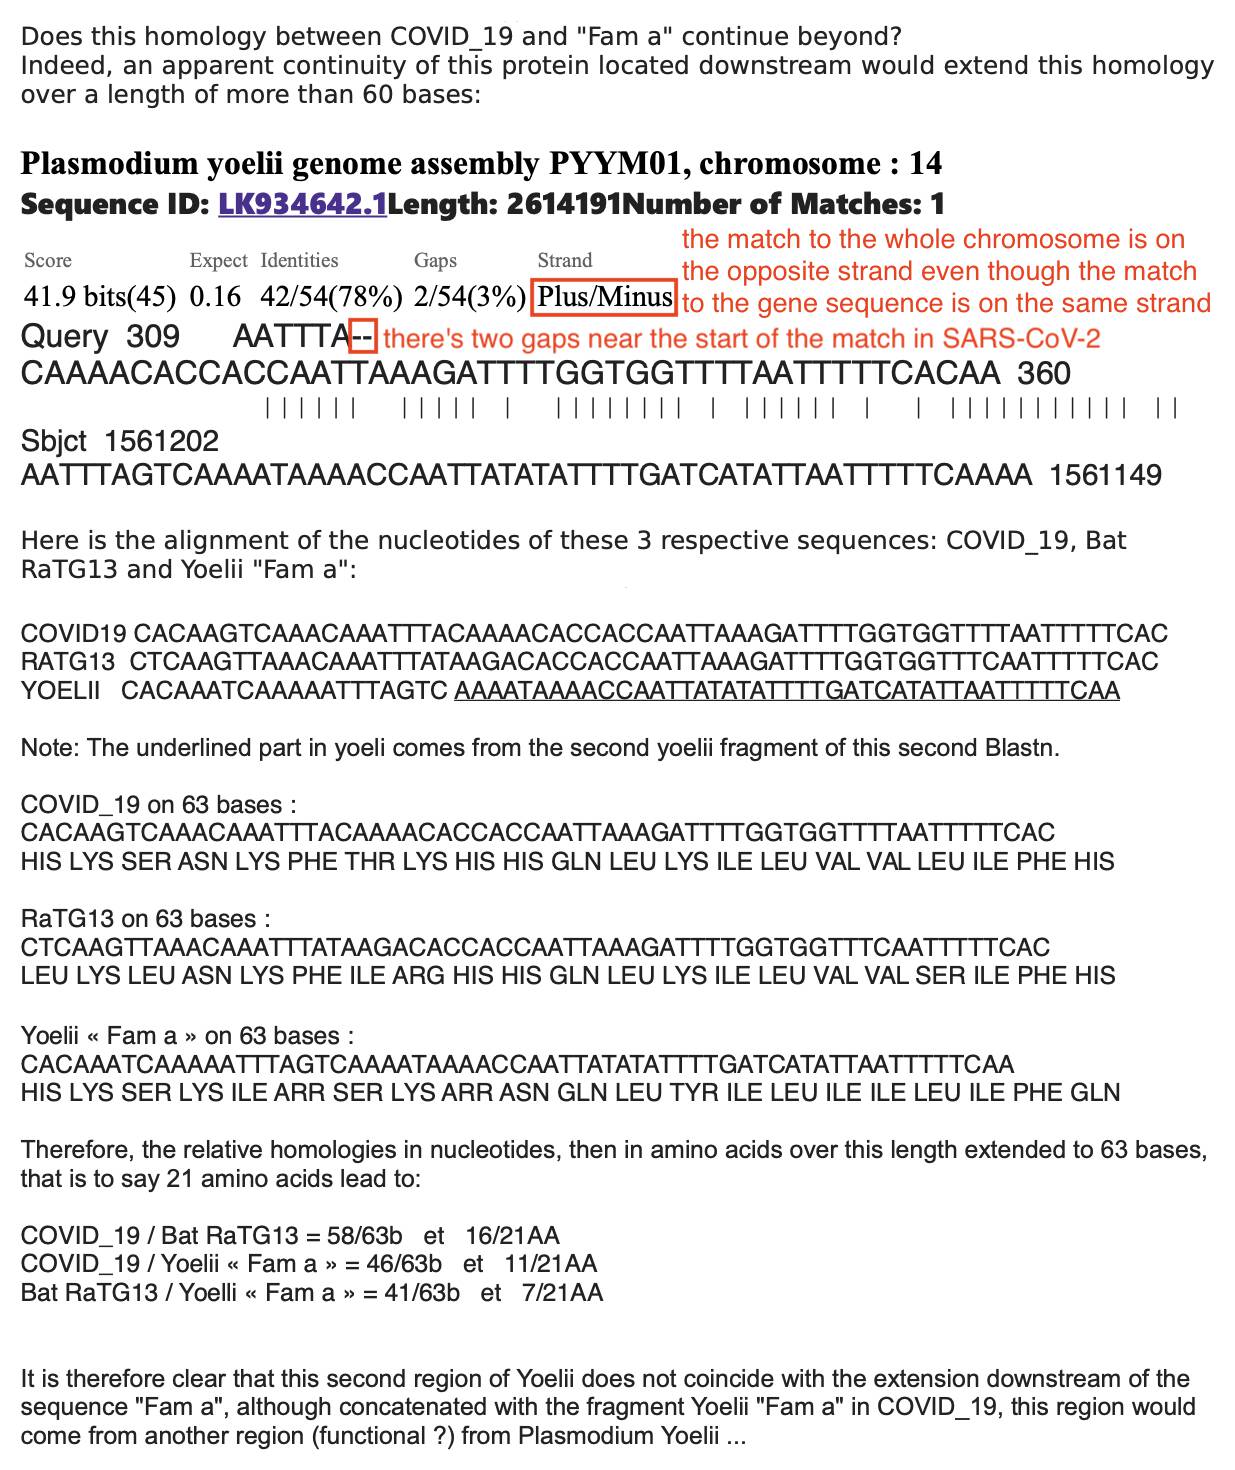 Does this homology between COVID_19 and "Fam a" continue beyond?
Indeed, an apparent continuity of this protein located downstream would extend this homology
over a length of more than 60 bases:
Plasmodium yoelii genome assembly PYYM01, chromosome : 14
Sequence ID: LK934642.1Length: 2614191Number of Matches: 1
the match to the whole chromosome is on
the opposite strand even though the match
to the gene sequence is on the same strand
Score Expect Identities Gaps Strand
41.9 bits(45) 0.16 42/54(78%) 2/54(3%) Plus/Minus
Query 309 AATTTA-- there's two gaps near the start of the match in SARS-CoV-2
CAAAACACCACCAATTAAAGATTTTGGTGGTTTTAATTTTTCACAA 360
|||||| ||||| | |||||||| | |||||| | | ||||||||||| ||
Sbjct 1561202
AATTTAGTCAAAATAAAACCAATTATATATTTTGATCATATTAATTTTTCAAAA 1561149
Here is the alignment of the nucleotides of these 3 respective sequences: COVID_19, Bat
RaTG13 and Yoelii "Fam a":
COVID19 CACAAGTCAAACAAATTTACAAAACACCACCAATTAAAGATTTTGGTGGTTTTAATTTTTCAC
RATG13 CTCAAGTTAAACAAATTTATAAGACACCACCAATTAAAGATTTTGGTGGTTTCAATTTTTCAC
YOELII CACAAATCAAAAATTTAGTC AAAATAAAACCAATTATATATTTTGATCATATTAATTTTTCAA
Note: The underlined part in yoeli comes from the second yoelii fragment of this second Blastn.
COVID_19 on 63 bases :
CACAAGTCAAACAAATTTACAAAACACCACCAATTAAAGATTTTGGTGGTTTTAATTTTTCAC
HIS LYS SER ASN LYS PHE THR LYS HIS HIS GLN LEU LYS ILE LEU VAL VAL LEU ILE PHE HIS
RaTG13 on 63 bases :
CTCAAGTTAAACAAATTTATAAGACACCACCAATTAAAGATTTTGGTGGTTTCAATTTTTCAC
LEU LYS LEU ASN LYS PHE ILE ARG HIS HIS GLN LEU LYS ILE LEU VAL VAL SER ILE PHE HIS
Yoelii « Fam a » on 63 bases :
CACAAATCAAAAATTTAGTCAAAATAAAACCAATTATATATTTTGATCATATTAATTTTTCAA
HIS LYS SER LYS ILE ARR SER LYS ARR ASN GLN LEU TYR ILE LEU ILE ILE LEU ILE PHE GLN
Therefore, the relative homologies in nucleotides, then in amino acids over this length extended to 63 bases,
that is to say 21 amino acids lead to:
COVID_19 / Bat RaTG13 = 58/63b et 16/21AA
COVID_19 / Yoelii « Fam a » = 46/63b et 11/21AA
Bat RaTG13 / Yoelli « Fam a » = 41/63b et 7/21AA
It is therefore clear that this second region of Yoelii does not coincide with the extension downstream of the
sequence "Fam a", although concatenated with the fragment Yoelii "Fam a" in COVID_19, this region would
come from another region (functional ?) from Plasmodium Yoelii ...